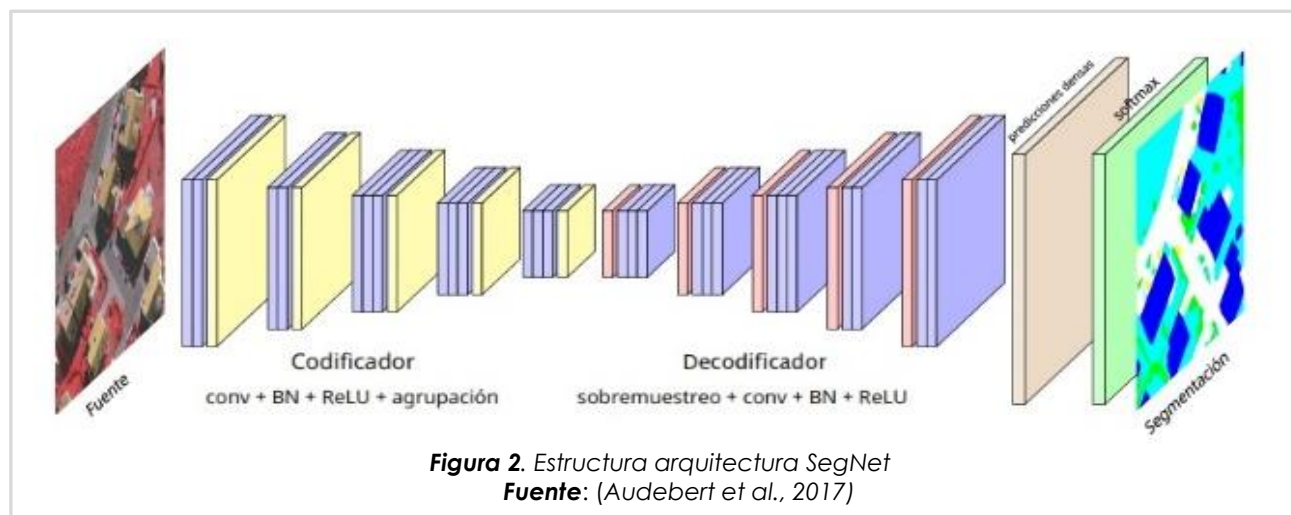 Fuente
Codificador
conv + BN + ReLU + agrupación
Decodificador
sobremuestreo + conv + BN + ReLU
predicciones densas
softmax
Segmentación
Figura 2. Estructura arquitectura SegNet
Fuente: (Audebert et al., 2017)